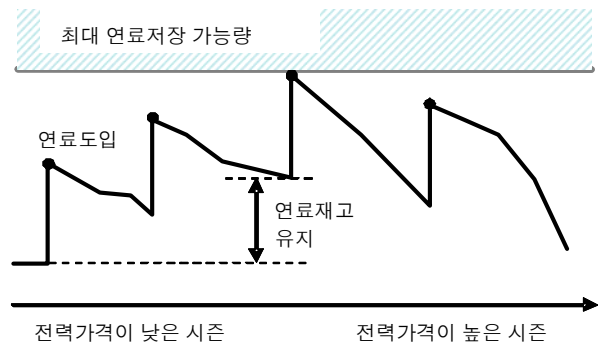 최대 연료저장 가능량
연료도입
연료재고
유지
전력가격이 낮은 시즌
전력가격이 높은 시즌